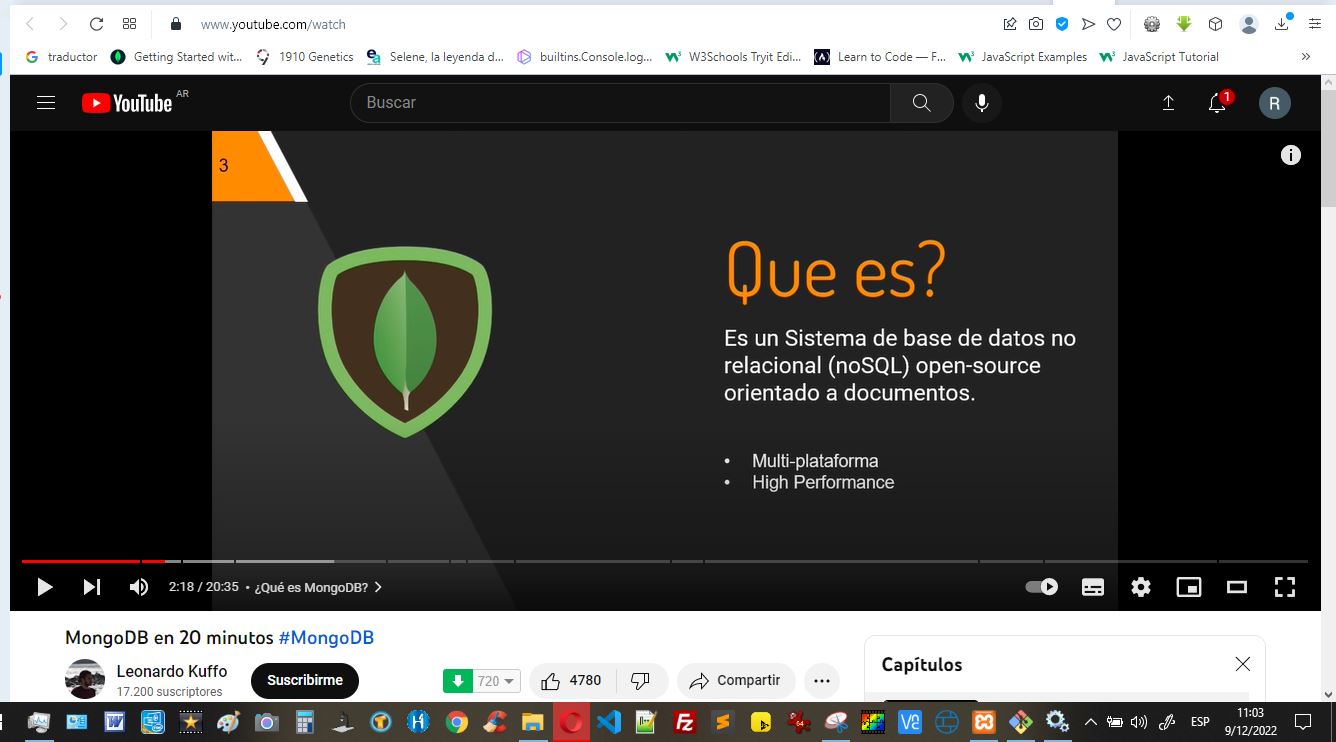 www.youtube.com/watch
traductor
Getting Started wit...
1910 Genetics
Selene, la leyenda d...
builtins.Console.log...
W3Schools Tryit Edi...
Learn to Code — F...
JavaScript Examples
JavaScript Tutorial
»
YouTube AR
Buscar
1
R
3
Que es?
Es un Sistema de base de datos no
relacional (noSQL) open-source
orientado a documentos.
• Multi-plataforma
• High Performance
2:18 / 20:35 • ¿Qué es MongoDB?
MongoDB en 20 minutos #MongoDB
Leonardo Kuffo
17.200 suscriptores
Suscribirme
720
4780
Compartir
Capítulos
ESP
11:03
9/12/2022